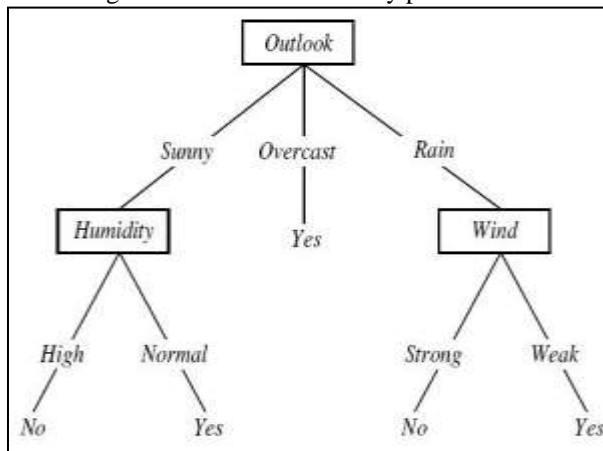 Outlook
Sunny Overcast Rain
Humidity Yes Wind
High Normal Strong Weak
No Yes No Yes